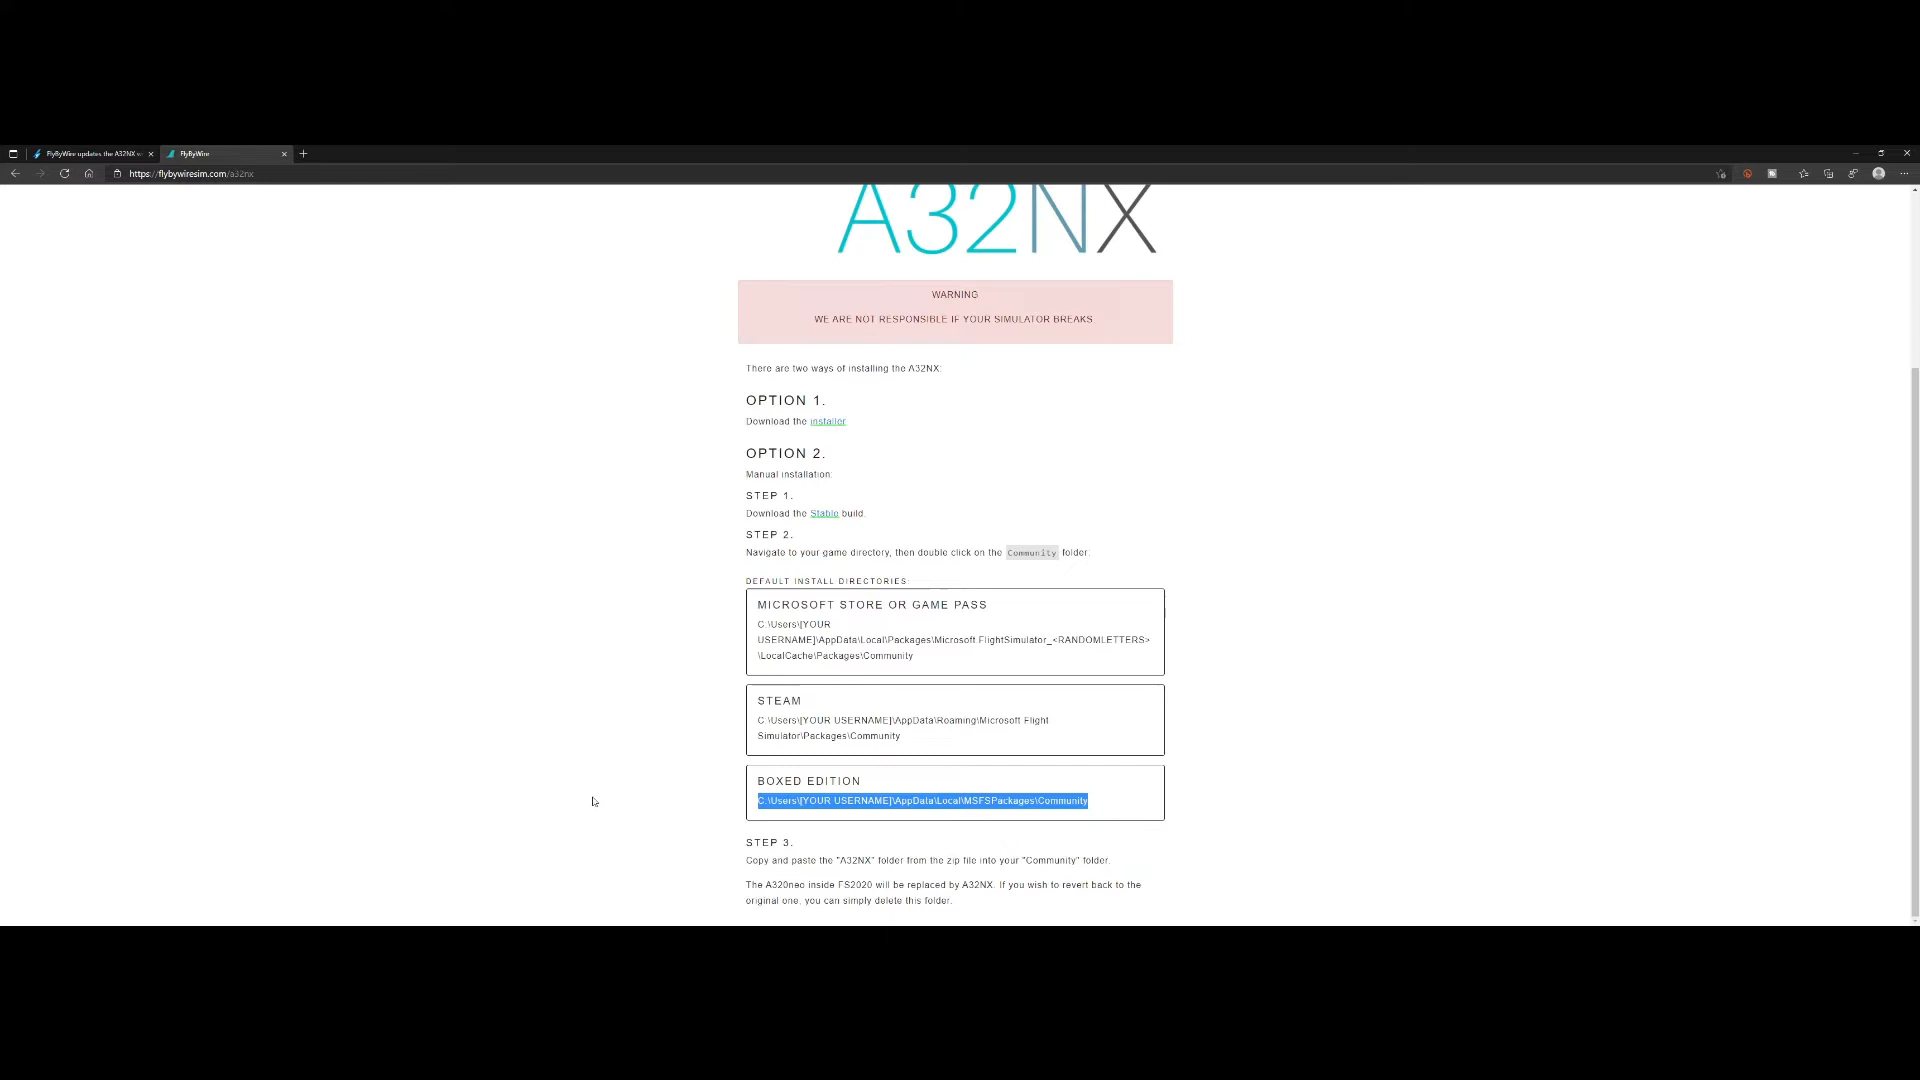 FlyByWire updates the A32NX w
FlyByWire
https://flybywiresim.com/a32nx
A32NX
WARNING
WE ARE NOT RESPONSIBLE IF YOUR SIMULATOR BREAKS.
There are two ways of installing the A32NX:
OPTION 1.
Download the installer
OPTION 2.
Manual installation:
STEP 1.
Download the Stable build.
STEP 2.
Navigate to your game directory, then double click on the Community folder.
DEFAULT INSTALL DIRECTORIES:
MICROSOFT STORE OR GAME PASS
C:\Users\[YOUR
USERNAME]\AppData\Local\Packages\Microsoft.FlightSimulator_<RANDOMLETTERS>
\LocalCache\Packages\Community
STEAM
C:\Users\[YOUR USERNAME]\AppData\Roaming\Microsoft Flight
Simulator\Packages\Community
BOXED EDITION
C:\Users\[YOUR USERNAME]\AppData\Local\MSFSPackages\Community
STEP 3.
Copy and paste the "A32NX" folder from the zip file into your "Community" folder.
The A320neo inside FS2020 will be replaced by A32NX. If you wish to revert back to the
original one, you can simply delete this folder.